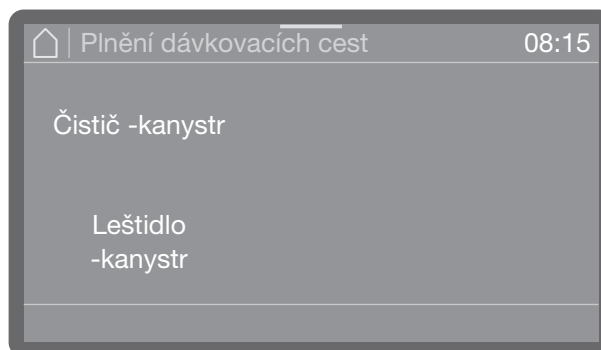 Plnění dávkovacích cest 08:15
Čistič -kanystr
Leštidlo
-kanystr